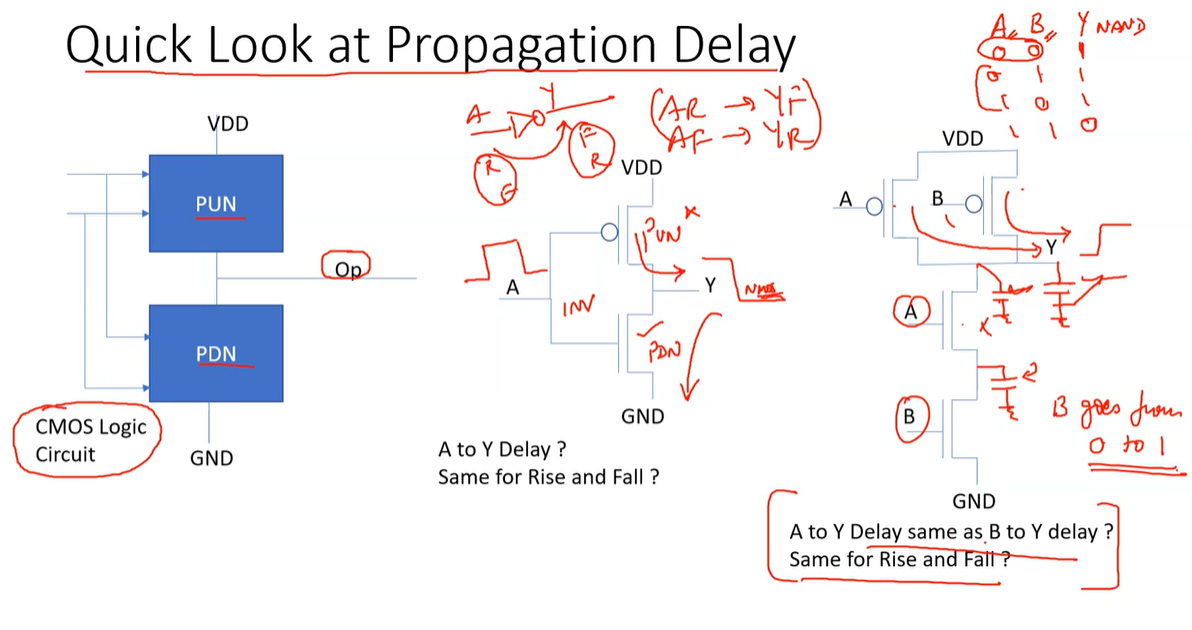 Quick Look at Propagation Delay
A B Y NAND
0 0 1
0 1 1
1 0 1
1 1 0
A Y
R F
F R
(AR → YF)
AF → YR
VDD
PUN
Op
PDN
CMOS Logic
Circuit
GND
VDD
PUN x
A
Y
INV
PDN
GND
A to Y Delay ?
Same for Rise and Fall ?
VDD
A
B
Y
A
x
B
B goes from
0 to 1
GND
A to Y Delay same as B to Y delay ?
Same for Rise and Fall ?